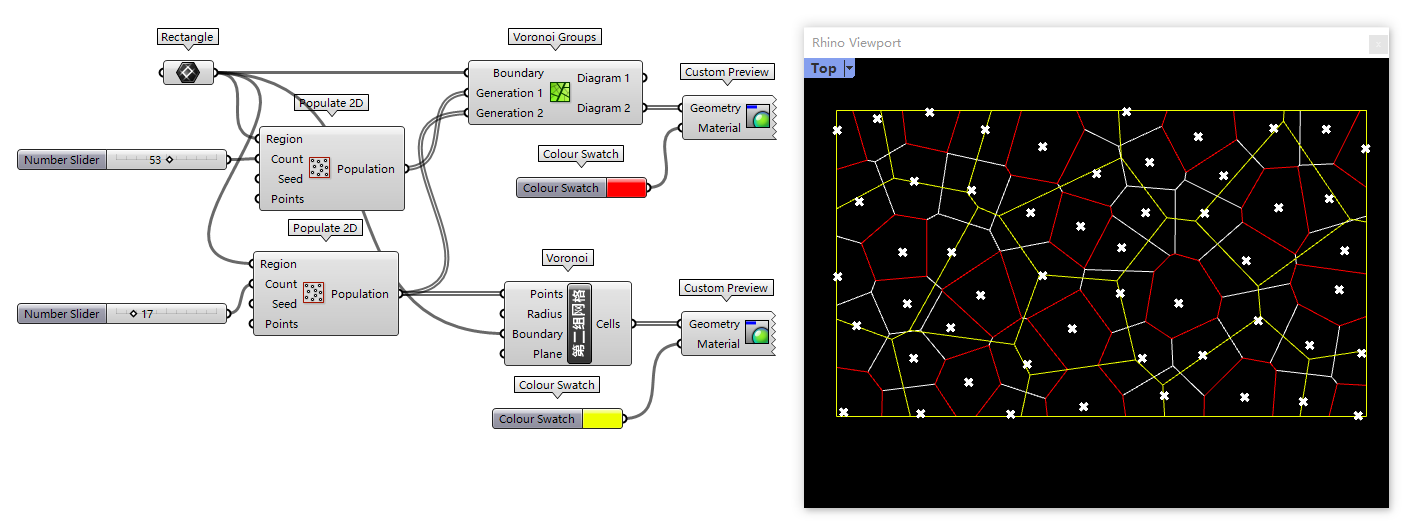 Rectangle
Voronoi Groups
Boundary
Generation 1
Generation 2
Diagram 1
Diagram 2
Custom Preview
Geometry
Material
Populate 2D
Region
Count
Seed
Points
Population
Number Slider 53
Colour Swatch
Colour Swatch
Populate 2D
Region
Count
Seed
Points
Population
Number Slider 17
Voronoi
Points
Radius
Boundary
Plane
第二组网格
Cells
Custom Preview
Geometry
Material
Colour Swatch
Colour Swatch
Rhino Viewport
x
Top